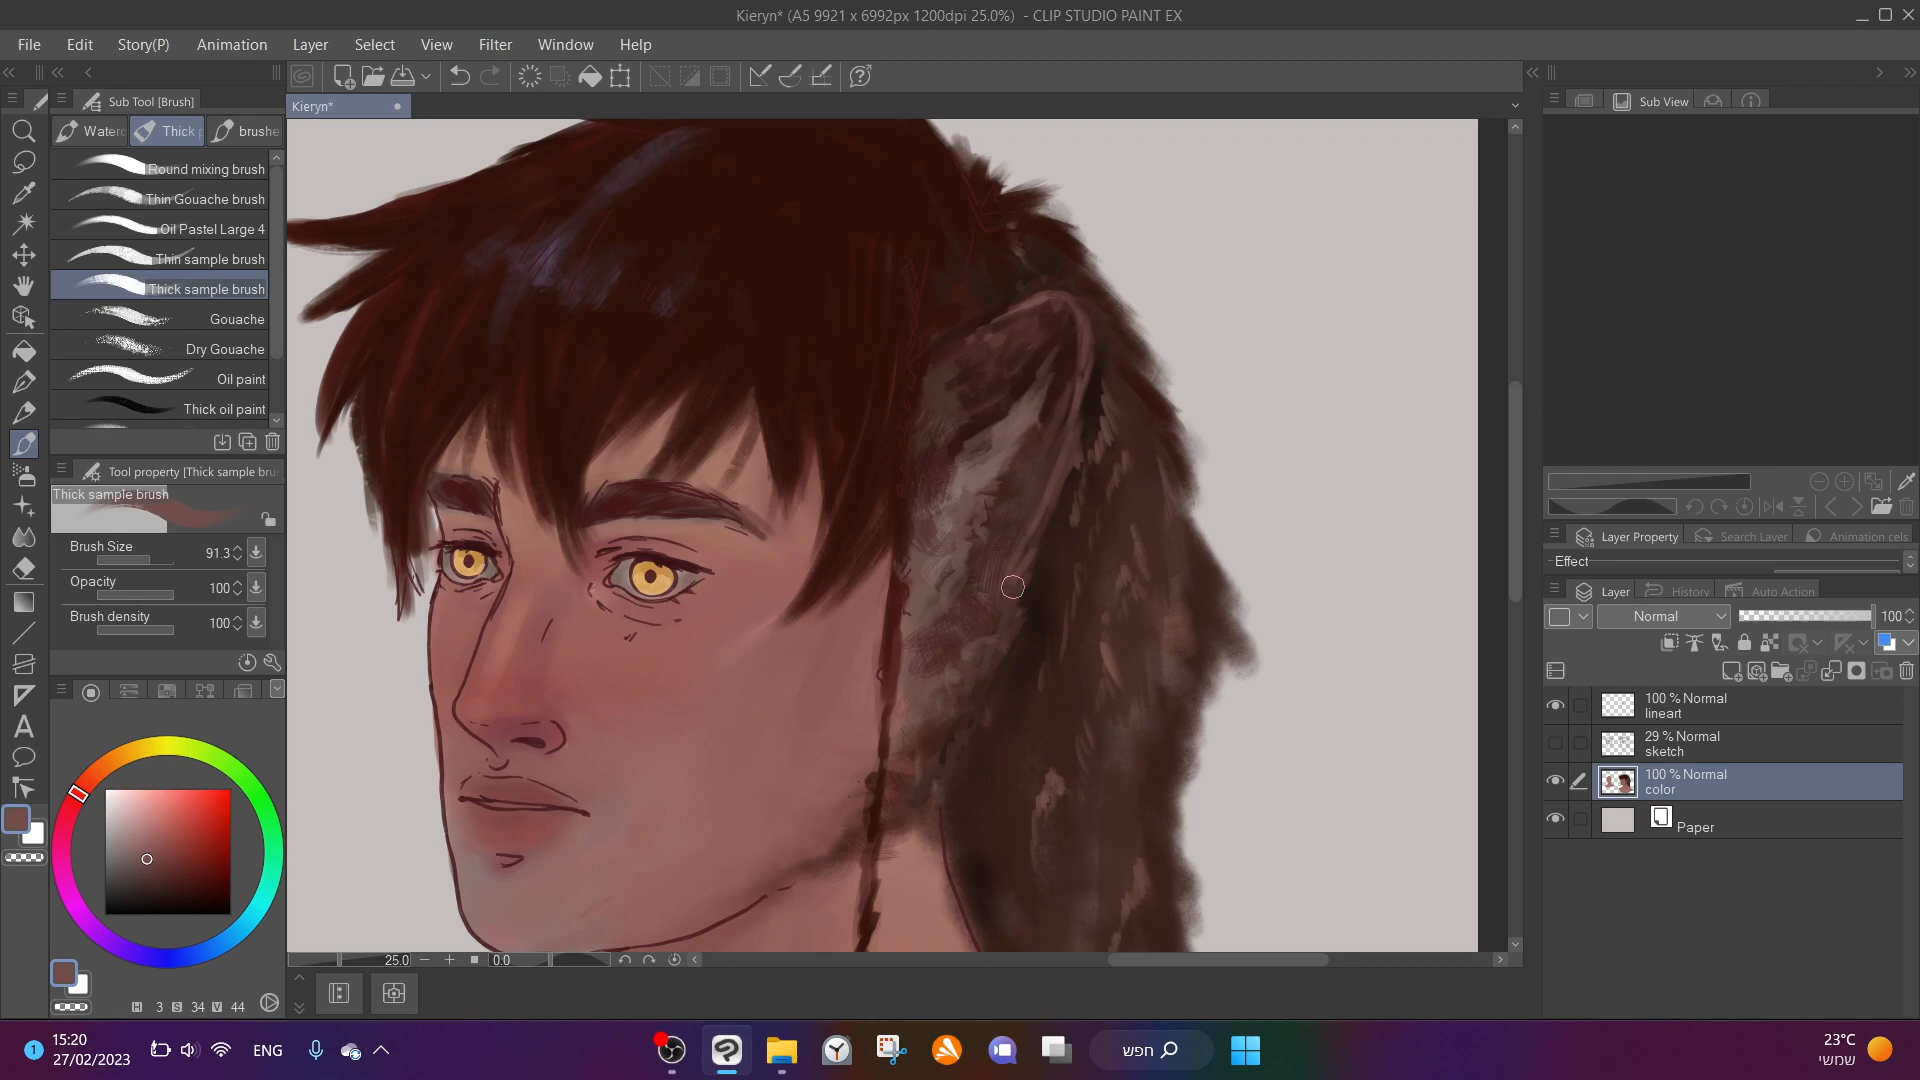 Kieryn* (A5 9921 x 6992px 1200dpi 25.0%) - CLIP STUDIO PAINT EX
File Edit Story(P) Animation Layer Select View Filter Window Help
Sub Tool [Brush]
Kieryn*
Sub View
Thick
brushe
Round mixing brush
Thin Gouache brush
Oil Pastel Large 4
Thin sample brush
Thick sample brush
Gouache
Dry Gouache
Oil paint
Thick oil paint
Tool property [Thick sample bru
Thick sample brush
Brush Size 91.3
Opacity 100
Brush density 100
H 3 S 34 V 44
25.0 0.0
Layer Property Search Layer Animation cels
Effect
Layer History Auto Action
Normal 100
100 % Normal
lineart
29 % Normal
sketch
100 % Normal
color
Paper
1
15:20
27/02/2023
ENG
חפש
23°C
שמשי